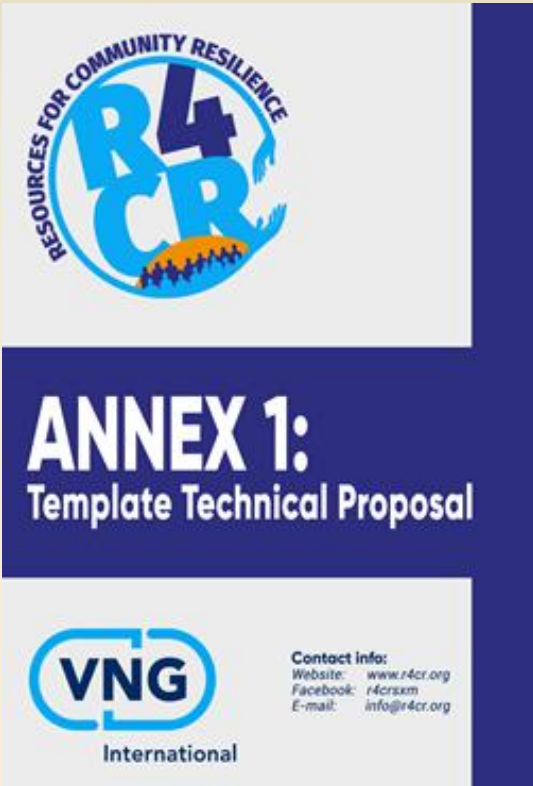 RESOURCES FOR COMMUNITY RESILIENCE
R4
CR
ANNEX 1:
Template Technical Proposal
VNG
International
Contact info:
Website: www.r4cr.org
Facebook: r4crsxm
E-mail: info@r4cr.org